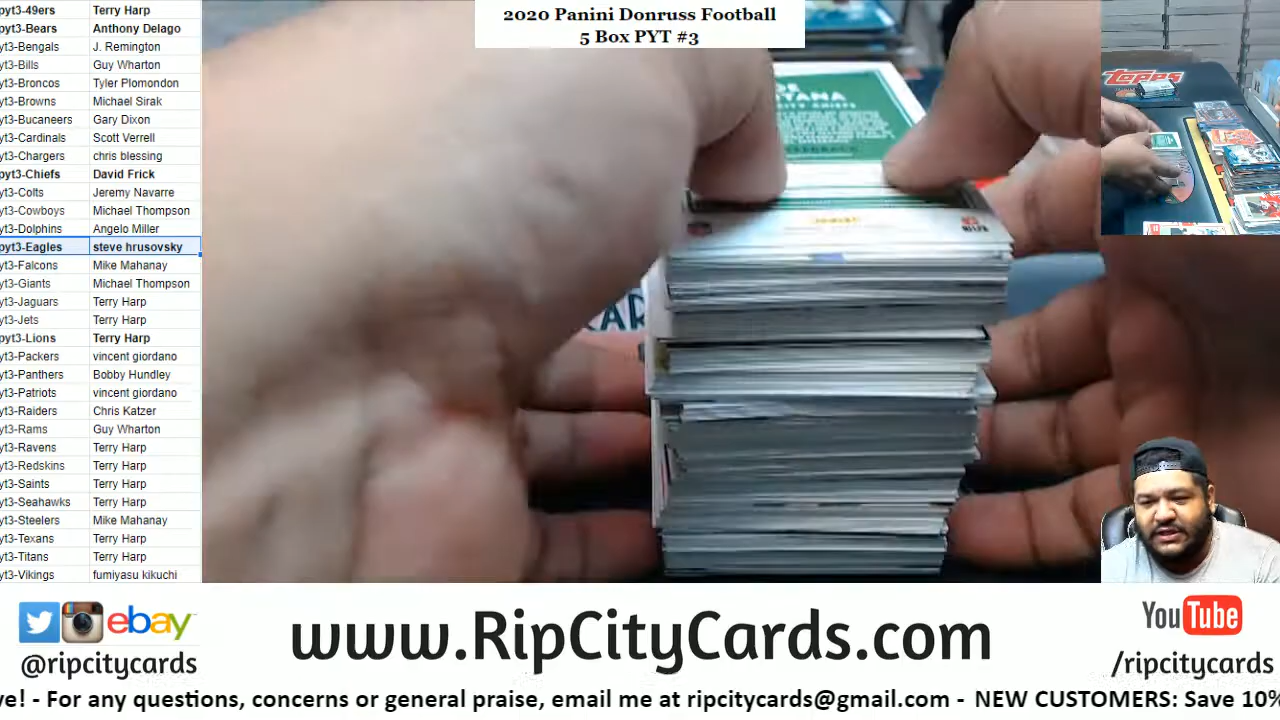 2020 Panini Donruss Football
5 Box PYT #3
pyt3-49ers Terry Harp
pyt3-Bears Anthony Delago
pyt3-Bengals J. Remington
pyt3-Bills Guy Wharton
pyt3-Broncos Tyler Plomondon
yt3-Browns Michael Sirak
yt3-Bucaneers Gary Dixon
yt3-Cardinals Scott Verrell
yt3-Chargers chris blessing
pyt3-Chiefs David Frick
yt3-Colts Jeremy Navarre
yt3-Cowboys Michael Thompson
yt3-Dolphins Angelo Miller
pyt3-Eagles steve hrusovsky
yt3-Falcons Mike Mahanay
yt3-Giants Michael Thompson
yt3-Jaguars Terry Harp
yt3-Jets Terry Harp
pyt3-Lions Terry Harp
yt3-Packers vincent giordano
yt3-Panthers Bobby Hundley
yt3-Patriots vincent giordano
yt3-Raiders Chris Katzer
yt3-Rams Guy Wharton
yt3-Ravens Terry Harp
yt3-Redskins Terry Harp
yt3-Saints Terry Harp
yt3-Seahawks Terry Harp
yt3-Steelers Mike Mahanay
yt3-Texans Terry Harp
yt3-Titans Terry Harp
yt3-Vikings fumiyasu kikuchi
TOPPS
ebay
@ripcitycards
www.RipCityCards.com
YouTube
/ripcitycards
ve! - For any questions, concerns or general praise, email me at ripcitycards@gmail.com - NEW CUSTOMERS: Save 10%